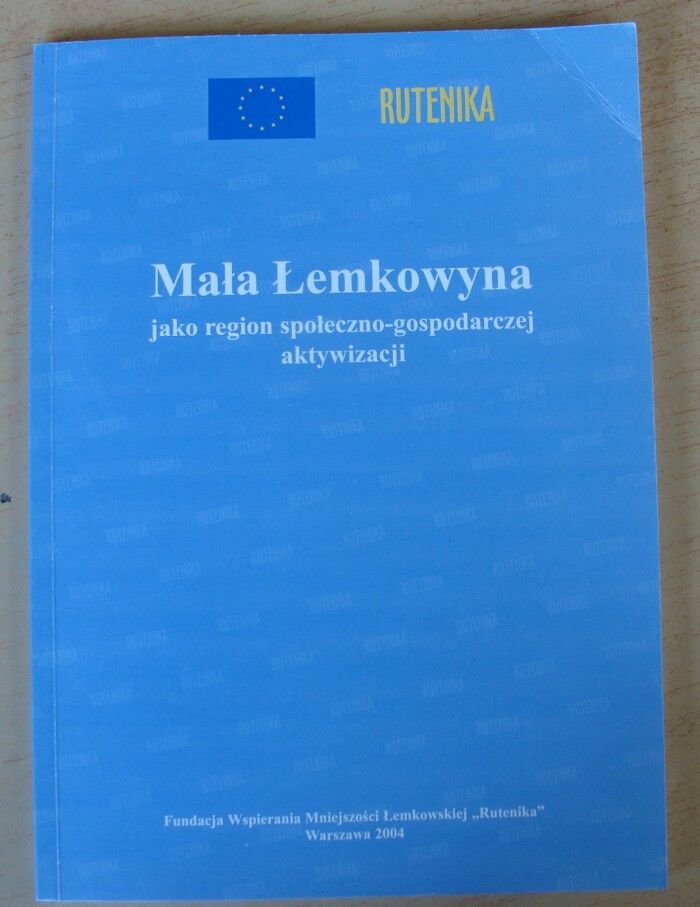 RUTENIKA
Mała Łemkowyna
jako region społeczno-gospodarczej
aktywizacji
Fundacja Wspierania Mniejszości Łemkowskiej „Rutenika”
Warszawa 2004